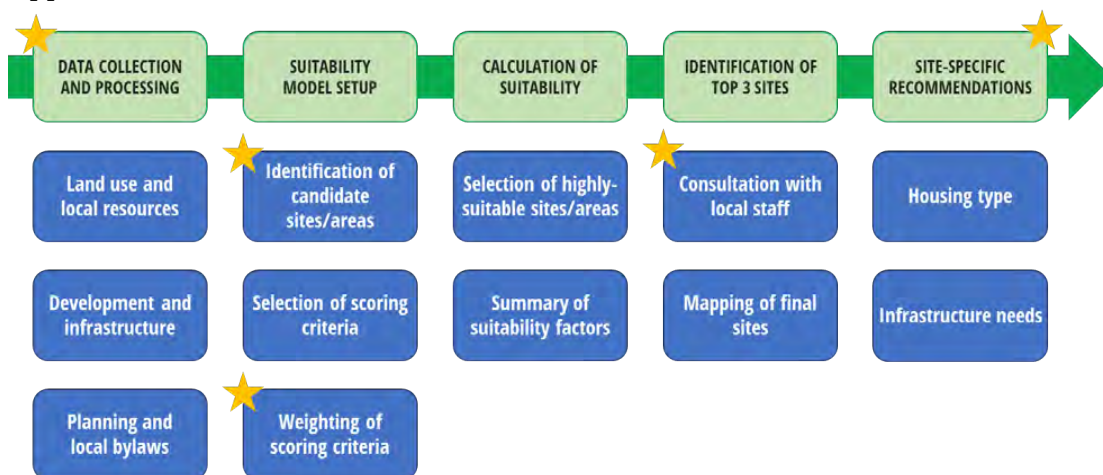 DATA COLLECTION
AND PROCESSING
SUITABILITY
MODEL SETUP
CALCULATION OF
SUITABILITY
IDENTIFICATION OF
TOP 3 SITES
SITE-SPECIFIC
RECOMMENDATIONS
Land use and
local resources
Identification of
candidate
sites/areas
Selection of highly-
suitable sites/areas
Consultation with
local staff
Housing type
Development and
infrastructure
Selection of scoring
criteria
Summary of
suitability factors
Mapping of final
sites
Infrastructure needs
Planning and
local bylaws
Weighting of
scoring criteria